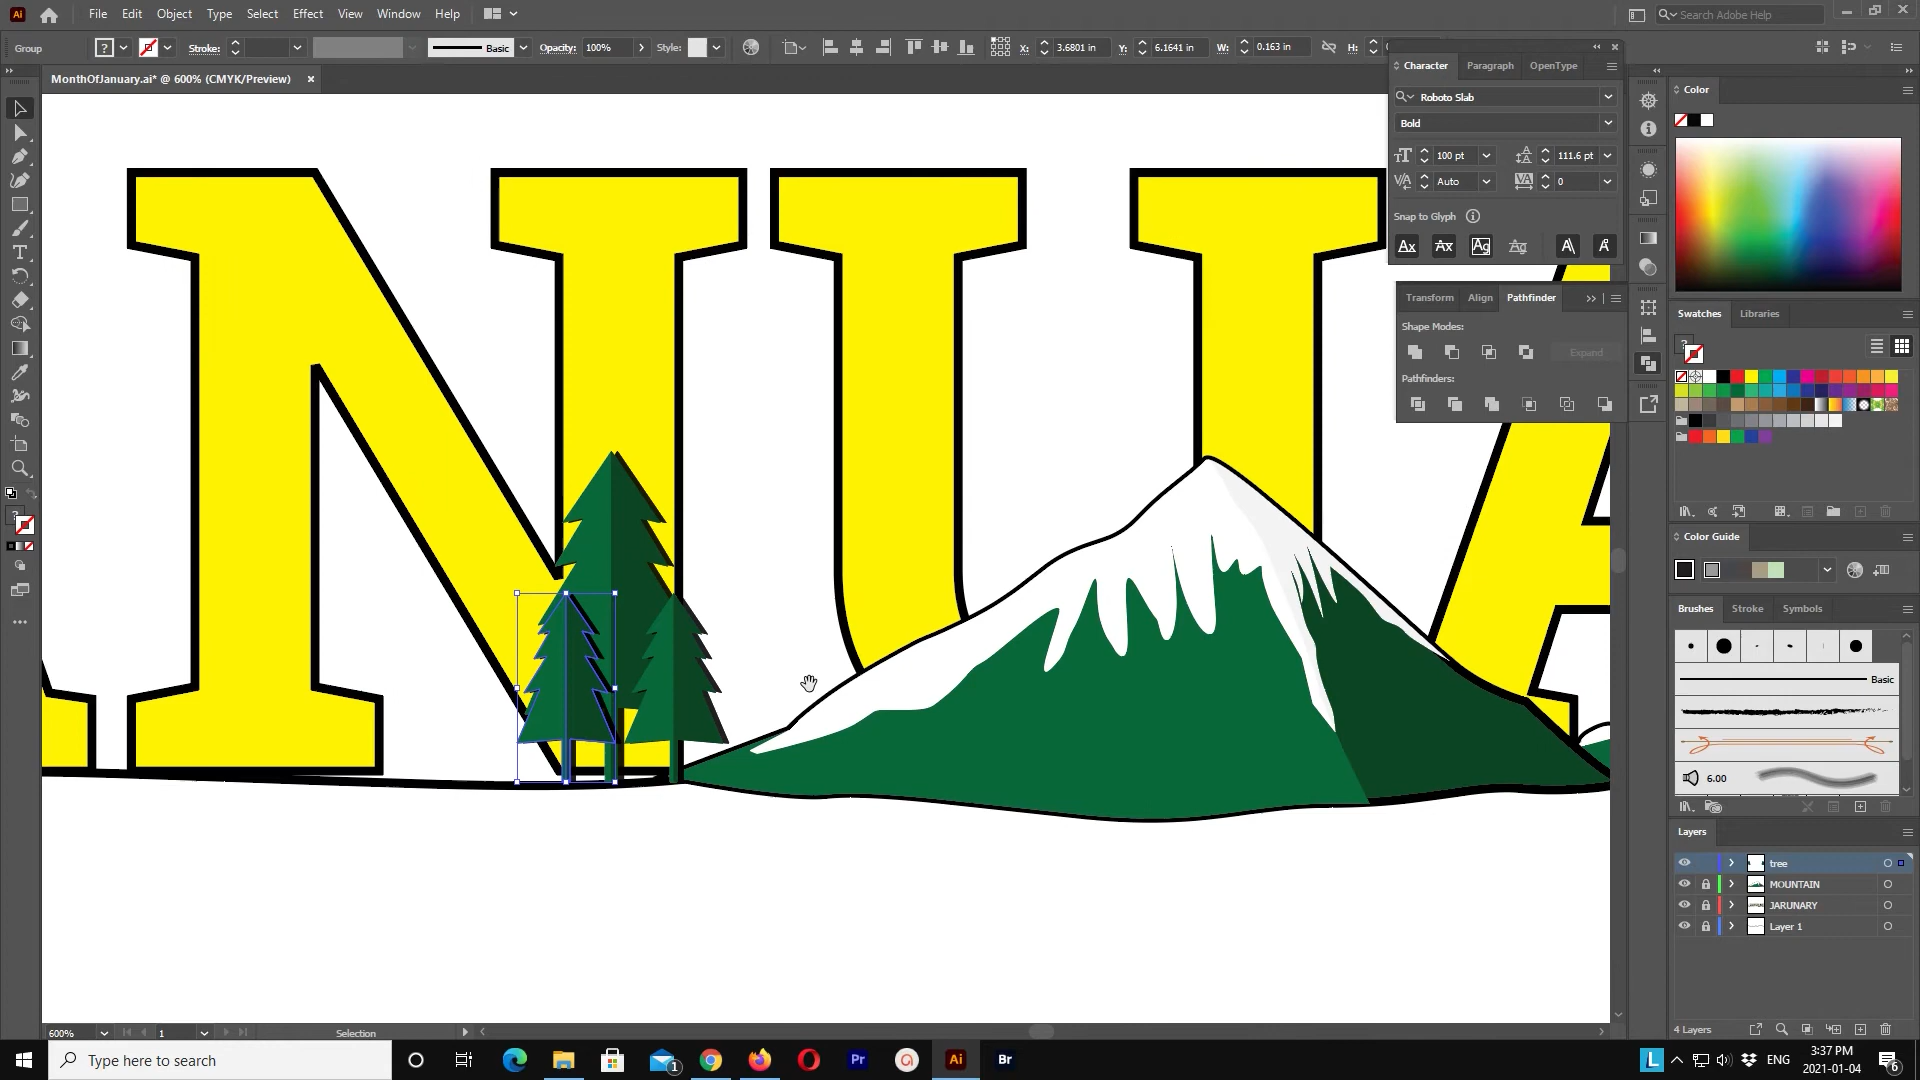 Ai File Edit Object Type Select Effect View Window Help Search Adobe Help
Group ? Stroke: Basic Opacity: 100% Style: X: 3.6801 in Y: 6.1641 in W: 0.163 in H:
MonthOfJanuary.ai* @ 600% (CMYK/Preview) ×
Character Paragraph OpenType
Roboto Slab
Bold
100 pt 111.6 pt
Auto 0
Snap to Glyph
Transform Align Pathfinder
Shape Modes:
Expand
Pathfinders:
Color
Swatches Libraries
Color Guide
Brushes Stroke Symbols
Basic
6.00
Layers
tree
MOUNTAIN
JARUNARY
Layer 1
4 Layers
NUA
600% 1 Selection
Type here to search
1 Pr Ai Br L ENG 3:37 PM
2021-01-04 6